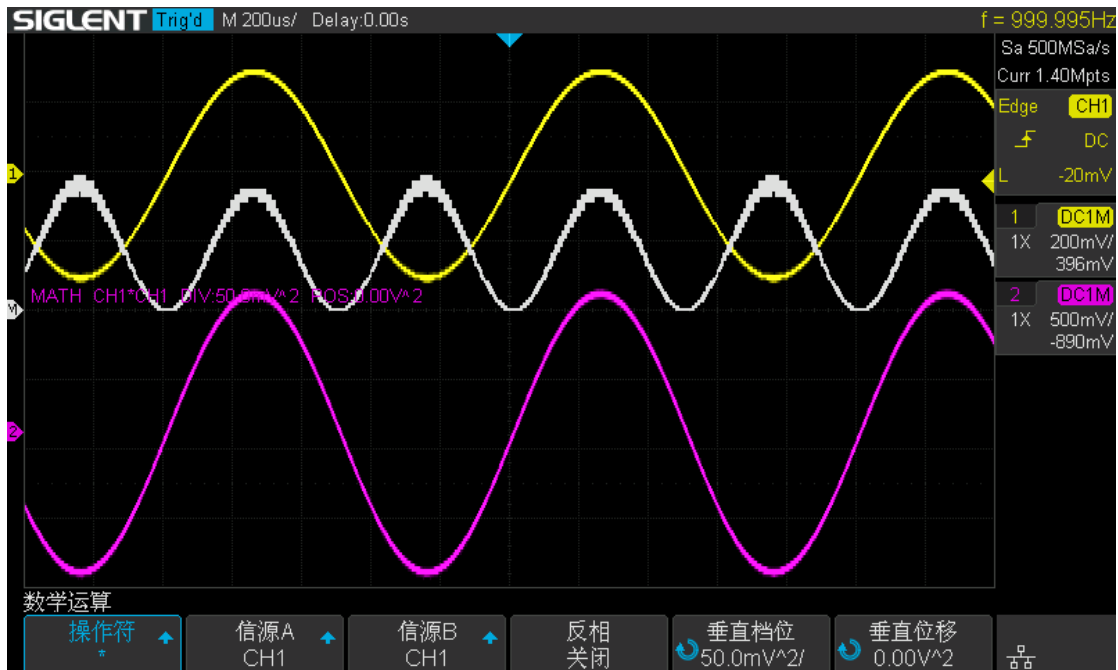 SIGLENT Trig'd M 200us/ Delay:0.00s f = 999.995Hz
Sa 500MSa/s
Curr 1.40Mpts
Edge CH1
DC
L -20mV
1 DC1M
1X 200mV/
396mV
2 DC1M
1X 500mV/
-890mV
1
MATH CH1*CH1 DIV:50.0mV^2 POS:0.00V^2
M
2
数学运算
操作符 信源A 信源B 反相 垂直档位 垂直位移
* CH1 CH1 关闭 50.0mV^2/ 0.00V^2